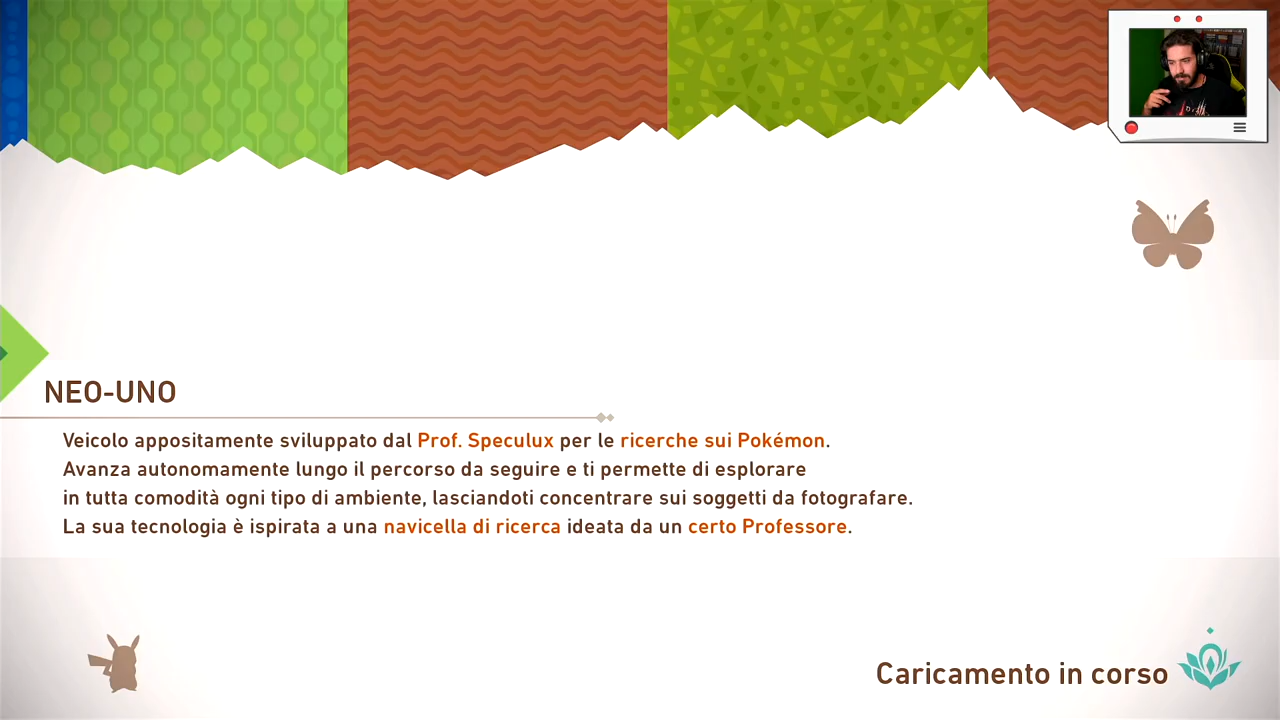 NEO-UNO
Veicolo appositamente sviluppato dal Prof. Speculux per le ricerche sui Pokémon.
Avanza autonomamente lungo il percorso da seguire e ti permette di esplorare
in tutta comodità ogni tipo di ambiente, lasciandoti concentrare sui soggetti da fotografare.
La sua tecnologia è ispirata a una navicella di ricerca ideata da un certo Professore.
Caricamento in corso